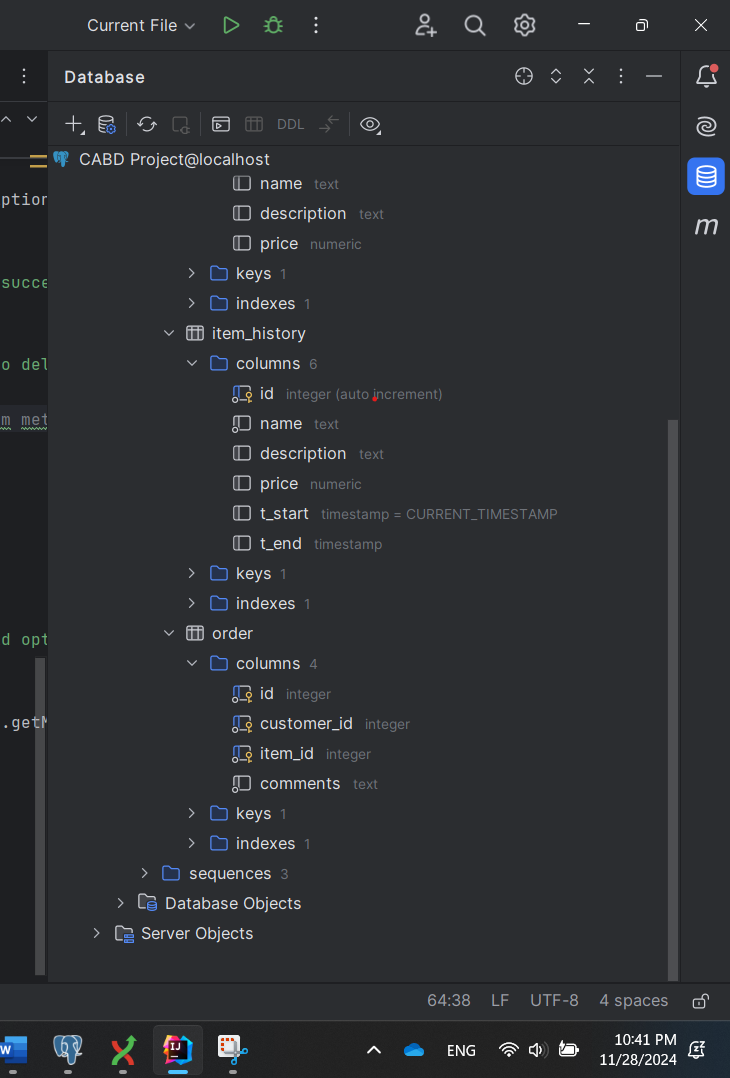 Current File
Database
DDL
CABD Project@localhost
name text
ption
description text
price numeric
keys 1
succe
indexes 1
item_history
o del
columns 6
id integer (auto increment)
m met
name text
description text
price numeric
t_start timestamp = CURRENT_TIMESTAMP
t_end timestamp
keys 1
indexes 1
d opt
order
columns 4
id integer
.getM
customer_id integer
item_id integer
comments text
keys 1
indexes 1
sequences 3
Database Objects
Server Objects
64:38 LF UTF-8 4 spaces
W
IJ
ENG
10:41 PM
11/28/2024
m